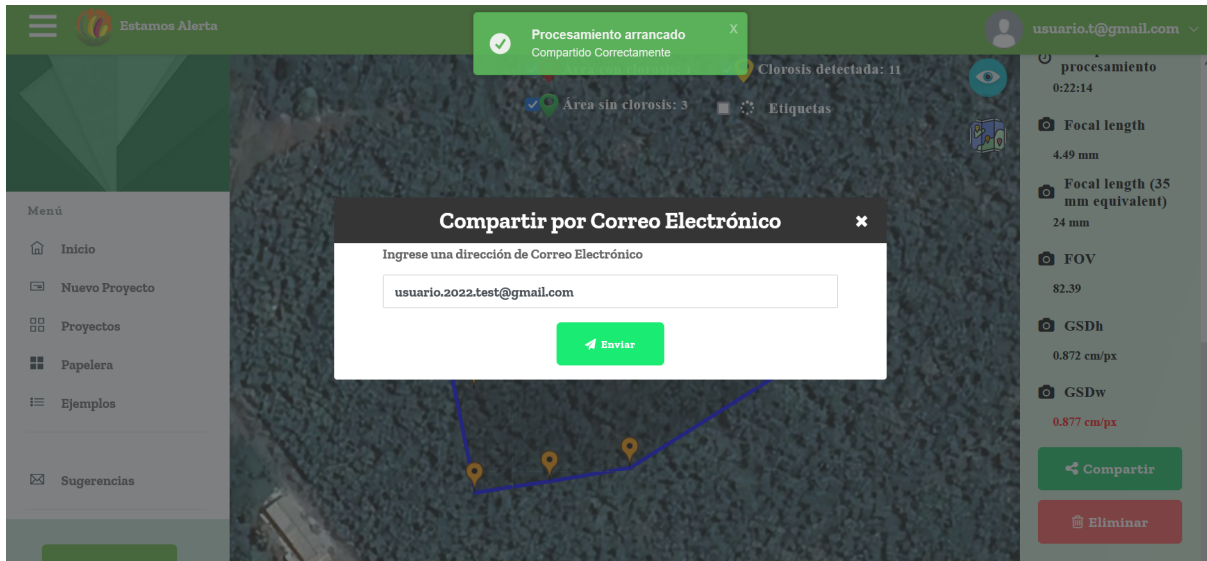 Estamos Alerta
Procesamiento arrancado
X
Compartido Correctamente
usuario.t@gmail.com
Clorosis detectada: 11
Área sin clorosis: 3
Etiquetas
Menú
Inicio
Nuevo Proyecto
Proyectos
Papelera
Ejemplos
Sugerencias
Compartir por Correo Electrónico
Ingrese una dirección de Correo Electrónico
usuario.2022.test@gmail.com
Enviar
procesamiento
0:22:14
Focal length
4.49 mm
Focal length (35
mm equivalent)
24 mm
FOV
82.39
GSDh
0.872 cm/px
GSDw
0.877 cm/px
Compartir
Eliminar